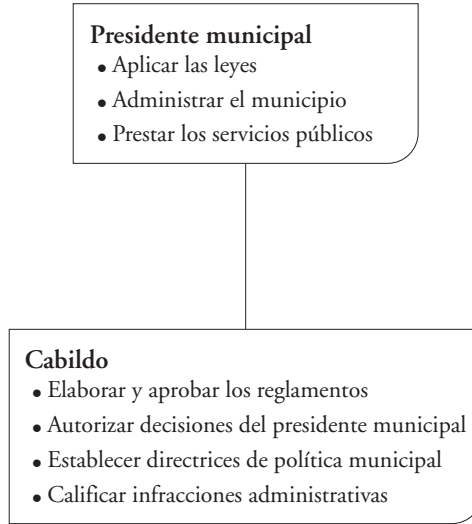 Presidente municipal
• Aplicar las leyes
• Administrar el municipio
• Prestar los servicios públicos
Cabildo
• Elaborar y aprobar los reglamentos
• Autorizar decisiones del presidente municipal
• Establecer directrices de política municipal
• Calificar infracciones administrativas